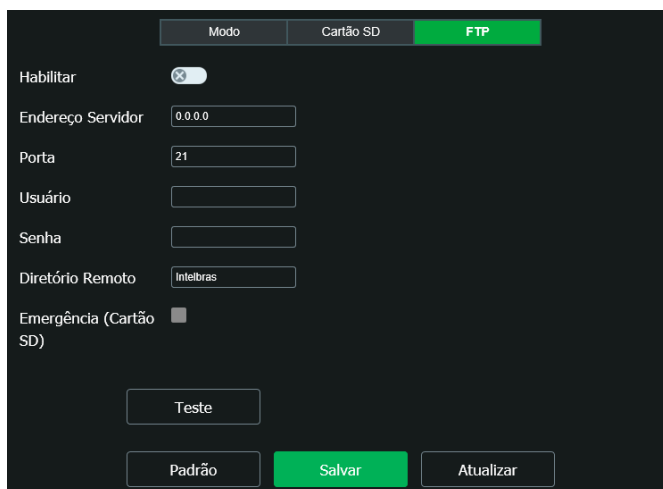 Modo Cartão SD FTP
Habilitar
Endereço Servidor 0.0.0.0
Porta 21
Usuário
Senha
Diretório Remoto Intelbras
Emergência (Cartão
SD)
Teste
Padrão Salvar Atualizar